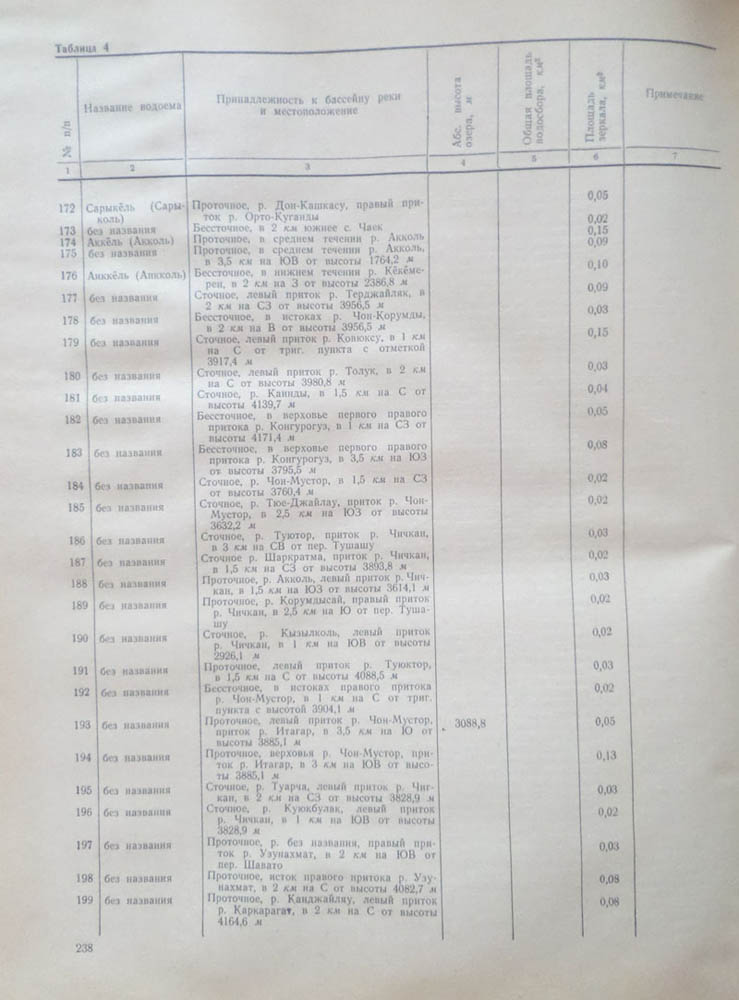 Таблица 4
№ п/п
Название водоема
Принадлежность к бассейну реки
и местоположение
Абс. высота
озера, м
Общая площадь
водосбора, км²
Площадь
зеркала, км²
Примечание
1 2 3 4 5 6 7
172 Сарыкёль (Сары- Проточное, р. Дон-Кашкасу, правый при- 0,05
коль) ток р. Орто-Куганды
173 без названия Бессточное, в 2 км южнее с. Чаек 0,02
174 Аккёль (Акколь) Проточное, в среднем течении р. Акколь 0,15
175 без названия Проточное, в среднем течении р. Акколь, 0,09
в 3,5 км на ЮВ от высоты 1764,2 м
176 Анккёль (Анкколь) Бессточное, в нижнем течении р. Кёкёме- 0,10
рен, в 2 км на З от высоты 2386,8 м
177 без названия Сточное, левый приток р. Терджайляк, в 0,09
2 км на СЗ от высоты 3956,5 м
178 без названия Бессточное, в истоках р. Чон-Корумды, 0,03
в 2 км на В от высоты 3956,5 м
179 без названия Сточное, левый приток р. Коиюксу, в 1 км 0,15
на С от триг. пункта с отметкой
3917,4 м
180 без названия Сточное, левый приток р. Толук, в 2 км 0,03
на С от высоты 3980,8 м
181 без названия Сточное, р. Каинды, в 1,5 км на С от 0,04
высоты 4139,7 м
182 без названия Бессточное, в верховье первого правого 0,05
притока р. Конгурогуз, в 1 км на СЗ
от высоты 4171,4 м
183 без названия Бессточное, в верховье первого правого 0,08
притока р. Конгурогуз, в 3,5 км на ЮЗ
от высоты 3795,5 м
184 без названия Сточное, р. Чон-Мустор, в 1,5 км на СЗ 0,02
от высоты 3760,4 м
185 без названия Сточное, р. Тюе-Джайлау, приток р. Чон- 0,02
Мустор, в 2,5 км на ЮЗ от высоты
3632,2 м
186 без названия Сточное, р. Туютор, приток р. Чичкан, 0,03
в 3 км на СВ от пер. Тушашу
187 без названия Сточное р. Шаркратма, приток р. Чичкан, 0,02
в 1,5 км на СЗ от высоты 3893,8 м
188 без названия Проточное, р. Акколь, левый приток р. Чич- 0,03
кан, в 1,5 км на ЮЗ от высоты 3614,1 м
189 без названия Проточное, р. Корумдысай, правый приток 0,02
р. Чичкан, в 2,5 км на Ю от пер. Туша-
шу
190 без названия Сточное, р. Кызылколь, левый приток 0,02
р. Чичкан, в 1 км на ЮВ от высоты
2926,1 м
191 без названия Проточное, левый приток р. Туюктор, 0,03
в 1,5 км на С от высоты 4088,5 м
192 без названия Бессточное, в истоках правого притока 0,02
р. Чон-Мустор, в 1 км на С от триг.
пункта с высотой 3904,1 м
193 без названия Проточное, левый приток р. Чон-Мустор, 3088,8 0,05
приток р. Итагар, в 3,5 км на Ю от
высоты 3885,1 м
194 без названия Проточное, верховья р. Чон-Мустор, при- 0,13
ток р. Итагар, в 3 км на ЮВ от высо-
ты 3885,1 м
195 без названия Сточное, р. Туарча, левый приток р. Чиг- 0,03
кан, в 2 км на СЗ от высоты 3828,9 м
196 без названия Сточное, р. Куюкбулак, левый приток 0,02
р. Чичкан, в 1 км на ЮВ от высоты
3828,9 м
197 без названия Проточное, р. без названия, правый при- 0,03
ток р. Узунахмат, в 2 км на ЮВ от
пер. Шавато
198 без названия Проточное, исток правого притока р. Узу- 0,08
нахмат, в 2 км на С от высоты 4082,7 м
199 без названия Проточное, р. Канджайляу, левый приток 0,08
р. Каркарагат, в 2 км на С от высоты
4164,6 м
238